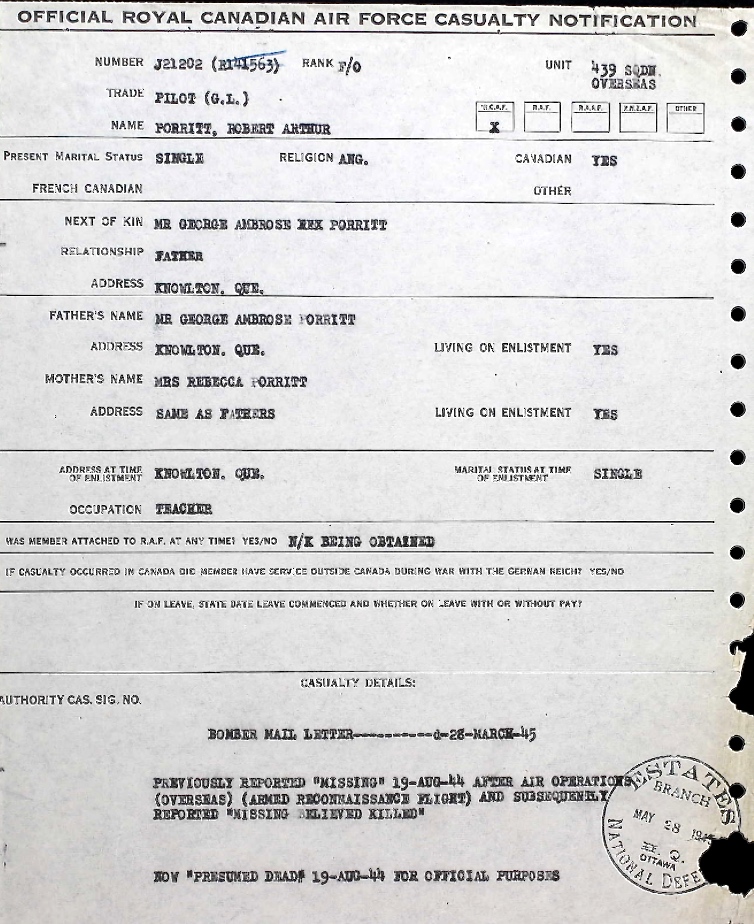 OFFICIAL ROYAL CANADIAN AIR FORCE CASUALTY NOTIFICATION
NUMBER J21202 (R141563) RANK F/O UNIT 439 SQDN.
OVERSEAS
TRADE PILOT (G.L.)
R.C.A.F. R.A.F. R.A.A.F. R.N.Z.A.F. OTHER
NAME PORRITT, ROBERT ARTHUR X
PRESENT MARITAL STATUS SINGLE RELIGION ANG. CANADIAN YES
FRENCH CANADIAN OTHER
NEXT OF KIN MR GEORGE AMBROSE PORRITT
RELATIONSHIP FATHER
ADDRESS KNOWLTON. QUE.
FATHER'S NAME MR GEORGE AMBROSE PORRITT
ADDRESS KNOWLTON. QUE. LIVING ON ENLISTMENT YES
MOTHER'S NAME MRS REBECCA PORRITT
ADDRESS SAME AS FATHERS LIVING ON ENLISTMENT YES
ADDRESS AT TIME OF ENLISTMENT KNOWLTON. QUE. MARITAL STATUS AT TIME OF ENLISTMENT SINGLE
OCCUPATION TEACHER
WAS MEMBER ATTACHED TO R.A.F. AT ANY TIME? YES/NO N/K BEING OBTAINED
IF CASUALTY OCCURRED IN CANADA DID MEMBER HAVE SERVICE OUTSIDE CANADA DURING WAR WITH THE GERMAN REICH? YES/NO
IF ON LEAVE, STATE DATE LEAVE COMMENCED AND WHETHER ON LEAVE WITH OR WITHOUT PAY?
CASUALTY DETAILS:
AUTHORITY CAS. SIG. NO.
BOMBER MAIL LETTER----------d-28-MARCH-45
PREVIOUSLY REPORTED "MISSING" 19-AUG-44 AFTER AIR OPERATIONS
(OVERSEAS) (ARMED RECONNAISSANCE FLIGHT) AND SUBSEQUENTLY
REPORTED "MISSING BELIEVED KILLED"
ESTATES
BRANCH
MAY 28
H. Q.
OTTAWA
NATIONAL
NOW "PRESUMED DEAD" 19-AUG-44 FOR OFFICIAL PURPOSES